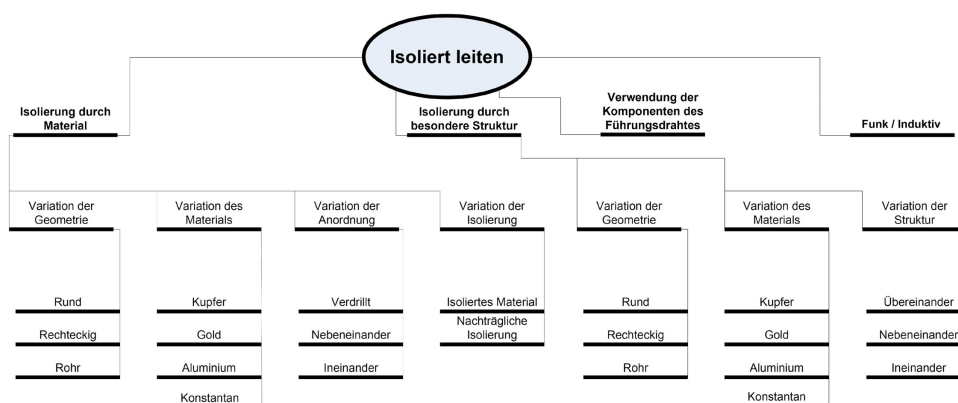 Isoliert leiten
Isolierung durch
Material
Isolierung durch
besondere Struktur
Verwendung der
Komponenten des
Führungsdrahtes
Funk / Induktiv
Variation der
Geometrie
Variation des
Materials
Variation der
Anordnung
Variation der
Isolierung
Variation der
Geometrie
Variation des
Materials
Variation der
Struktur
Rund
Kupfer
Verdrillt
Isoliertes Material
Rund
Kupfer
Übereinander
Rechteckig
Gold
Nebeneinander
Nachträgliche
Isolierung
Rechteckig
Gold
Nebeneinander
Rohr
Aluminium
Ineinander
Rohr
Aluminium
Ineinander
Konstantan
Konstantan